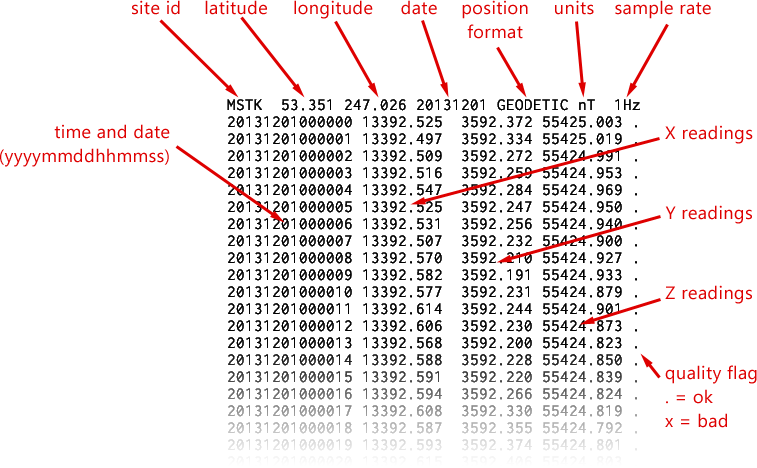 site id latitude longitude date position format units sample rate
MSTK 53.351 247.026 20131201 GEODETIC nT 1Hz
20131201000000 13392.525 3592.372 55425.003 .
20131201000001 13392.497 3592.334 55425.019 .
20131201000002 13392.509 3592.272 55424.991 .
20131201000003 13392.516 3592.259 55424.953 .
20131201000004 13392.547 3592.284 55424.969 .
20131201000005 13392.525 3592.247 55424.950 .
20131201000006 13392.531 3592.256 55424.940 .
20131201000007 13392.507 3592.232 55424.900 .
20131201000008 13392.570 3592.210 55424.927 .
20131201000009 13392.582 3592.191 55424.933 .
20131201000010 13392.577 3592.231 55424.879 .
20131201000011 13392.614 3592.244 55424.901 .
20131201000012 13392.606 3592.230 55424.873 .
20131201000013 13392.568 3592.200 55424.823 .
20131201000014 13392.588 3592.228 55424.850 .
20131201000015 13392.591 3592.220 55424.839 .
20131201000016 13392.594 3592.266 55424.824 .
20131201000017 13392.608 3592.330 55424.819 .
20131201000018 13392.587 3592.355 55424.792 .
20131201000019 13392.593 3592.374 55424.801 .
time and date
(yyyymmddhhmmss)
X readings
Y readings
Z readings
quality flag
. = ok
x = bad